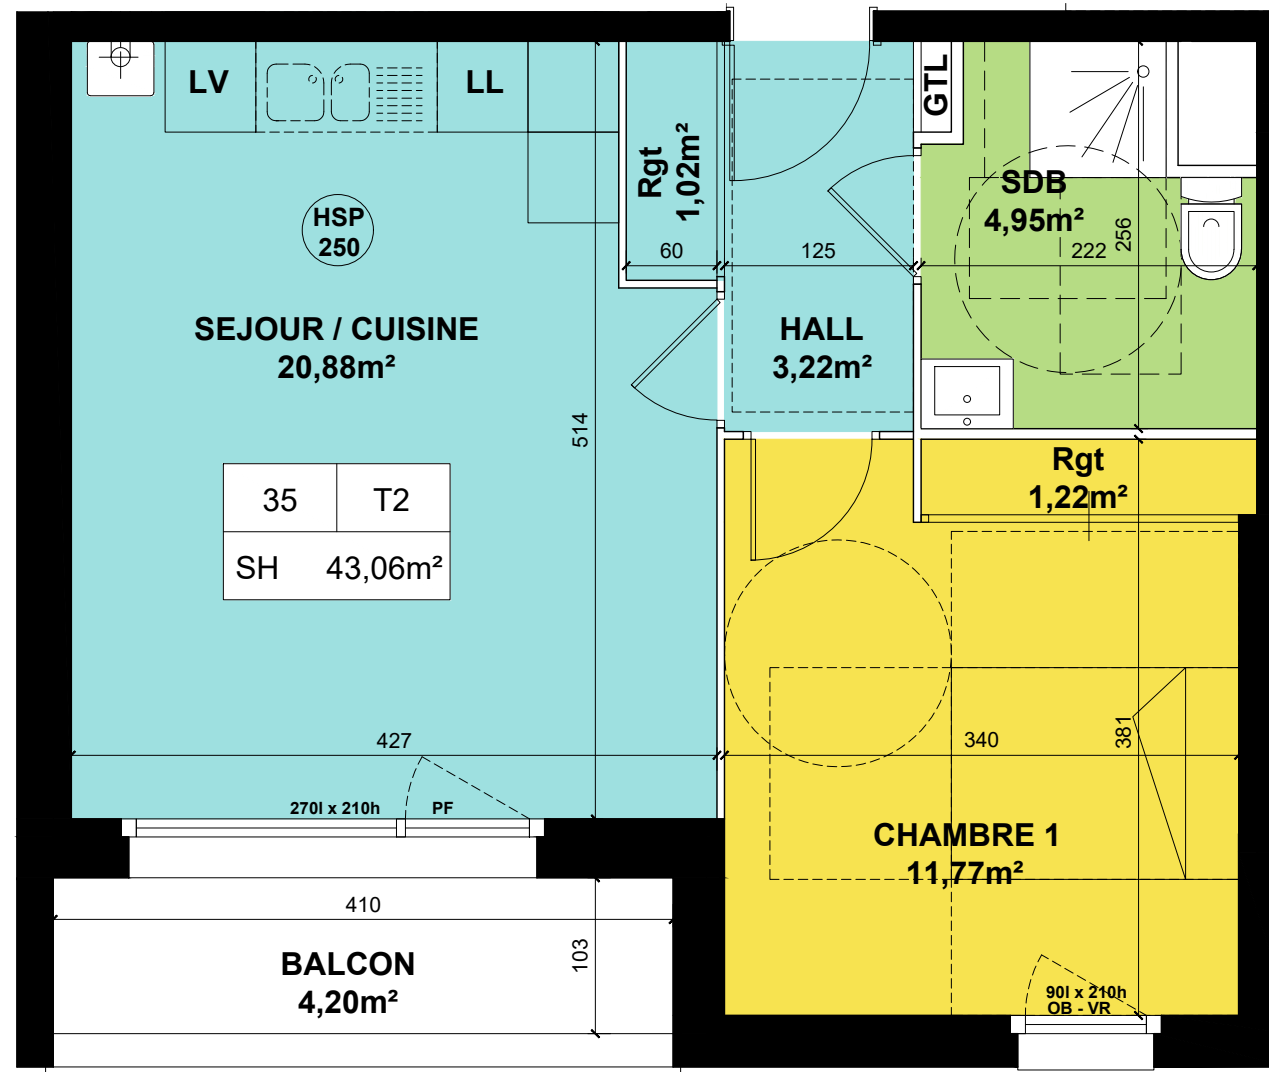 LV
LL
GTL
Rgt
1,02m²
SDB
4,95m²
HSP
250
60
125
222
256
SEJOUR / CUISINE
20,88m²
HALL
3,22m²
514
Rgt
1,22m²
35
T2
SH 43,06m²
427
340
381
270l x 210h
PF
CHAMBRE 1
11,77m²
410
103
BALCON
4,20m²
90l x 210h
OB - VR